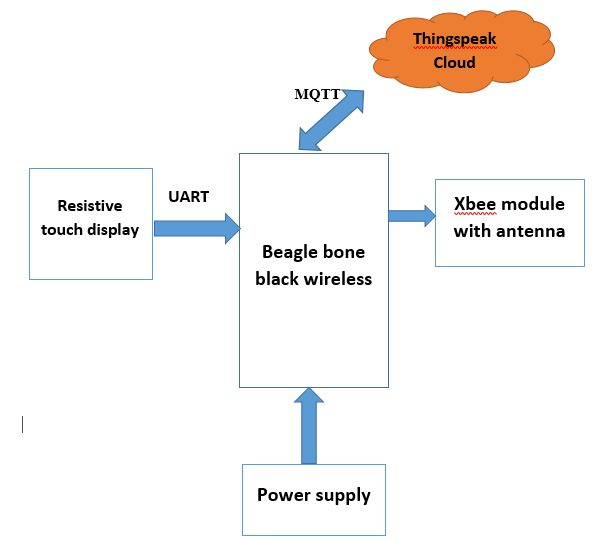 Thingspeak
Cloud
MQTT
Resistive
touch display
UART
Beagle bone
black wireless
Xbee module
with antenna
Power supply